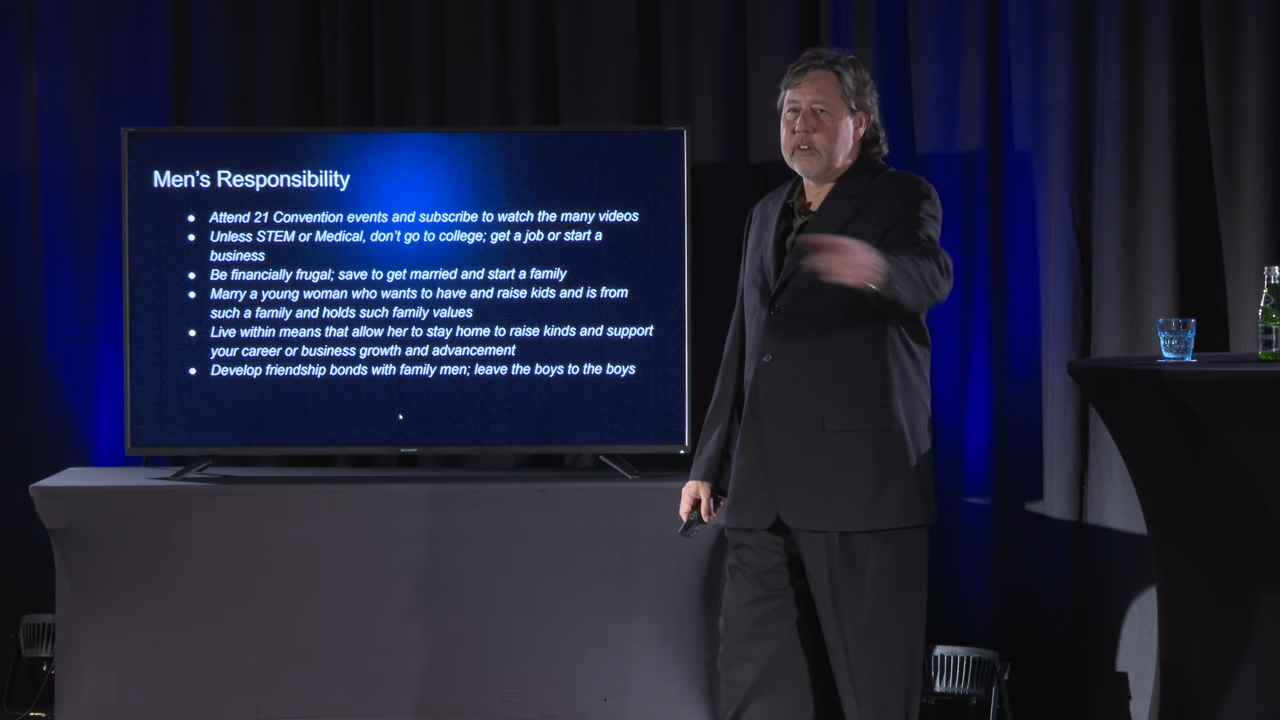 Men's Responsibility
● Attend 21 Convention events and subscribe to watch the many videos
● Unless STEM or Medical, don't go to college; get a job or start a
business
● Be financially frugal; save to get married and start a family
● Marry a young woman who wants to have and raise kids and is from
such a family and holds such family values
● Live within means that allow her to stay home to raise kinds and support
your career or business growth and advancement
● Develop friendship bonds with family men; leave the boys to the boys
SHARP